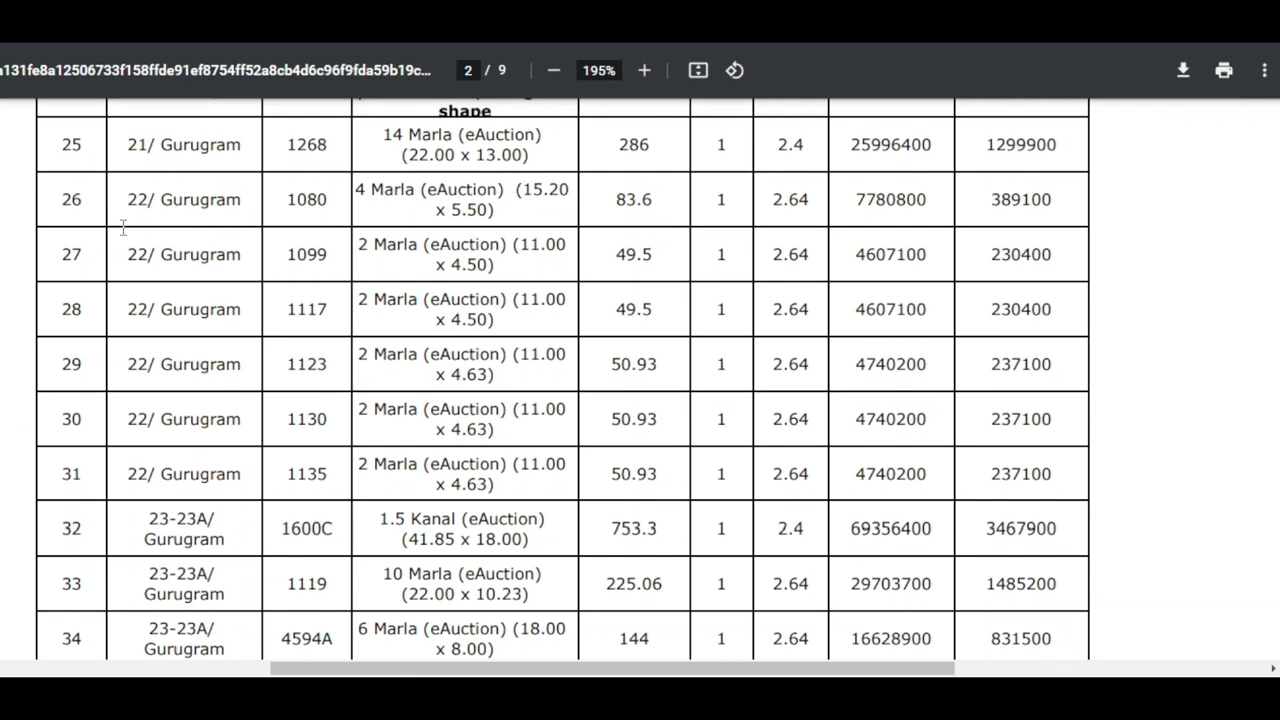 a131fe8a12506733f158ffde91ef8754ff52a8cb4d6c96f9fda59b19c... 2 / 9 195%
shape
25 21/ Gurugram 1268 14 Marla (eAuction) (22.00 x 13.00) 286 1 2.4 25996400 1299900
26 22/ Gurugram 1080 4 Marla (eAuction) (15.20 x 5.50) 83.6 1 2.64 7780800 389100
27 22/ Gurugram 1099 2 Marla (eAuction) (11.00 x 4.50) 49.5 1 2.64 4607100 230400
28 22/ Gurugram 1117 2 Marla (eAuction) (11.00 x 4.50) 49.5 1 2.64 4607100 230400
29 22/ Gurugram 1123 2 Marla (eAuction) (11.00 x 4.63) 50.93 1 2.64 4740200 237100
30 22/ Gurugram 1130 2 Marla (eAuction) (11.00 x 4.63) 50.93 1 2.64 4740200 237100
31 22/ Gurugram 1135 2 Marla (eAuction) (11.00 x 4.63) 50.93 1 2.64 4740200 237100
32 23-23A/ Gurugram 1600C 1.5 Kanal (eAuction) (41.85 x 18.00) 753.3 1 2.4 69356400 3467900
33 23-23A/ Gurugram 1119 10 Marla (eAuction) (22.00 x 10.23) 225.06 1 2.64 29703700 1485200
34 23-23A/ Gurugram 4594A 6 Marla (eAuction) (18.00 x 8.00) 144 1 2.64 16628900 831500